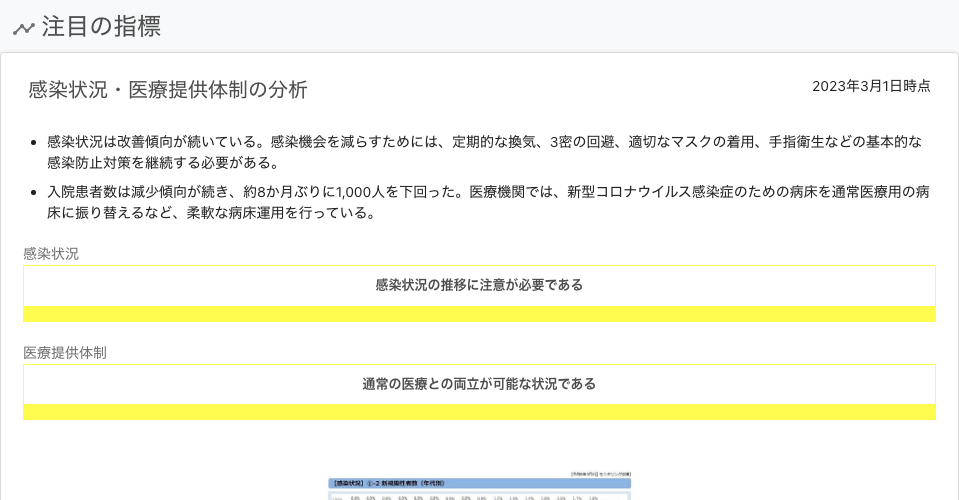 注目の指標
感染状況・医療提供体制の分析
2023年3月1日時点
感染状況は改善傾向が続いている。感染機会を減らすためには、定期的な換気、3密の回避、適切なマスクの着用、手指衛生などの基本的な
感染防止対策を継続する必要がある。
入院患者数は減少傾向が続き、約8か月ぶりに1,000人を下回った。医療機関では、新型コロナウイルス感染症のための病床を通常医療用の病
床に振り替えるなど、柔軟な病床運用を行っている。
感染状況
感染状況の推移に注意が必要である
医療提供体制
通常の医療との両立が可能な状況である
【感染状況】①-2 新規陽性者数（年代別）